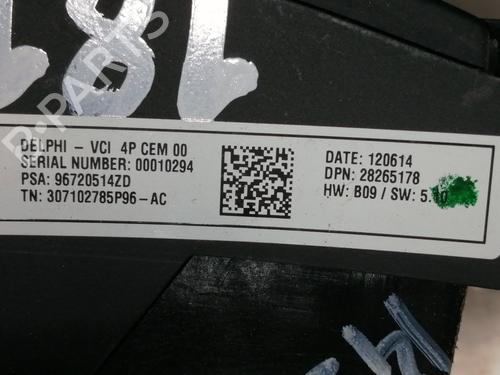 DELPHI - VCI 4P CEM 00
SERIAL NUMBER: 00010294
PSA: 96720514ZD
TN: 307102785P96-AC
DATE: 120614
DPN: 28265178
HW: B09 / SW: 5.10